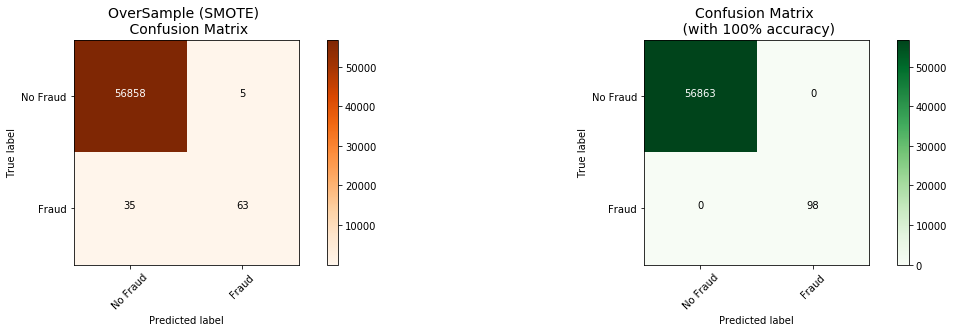 OverSample (SMOTE)
Confusion Matrix
No Fraud
Fraud
True label
56858
5
35
63
No Fraud
Fraud
Predicted label
50000
40000
30000
20000
10000
Confusion Matrix
(with 100% accuracy)
No Fraud
Fraud
True label
56863
0
0
98
No Fraud
Fraud
Predicted label
50000
40000
30000
20000
10000
0